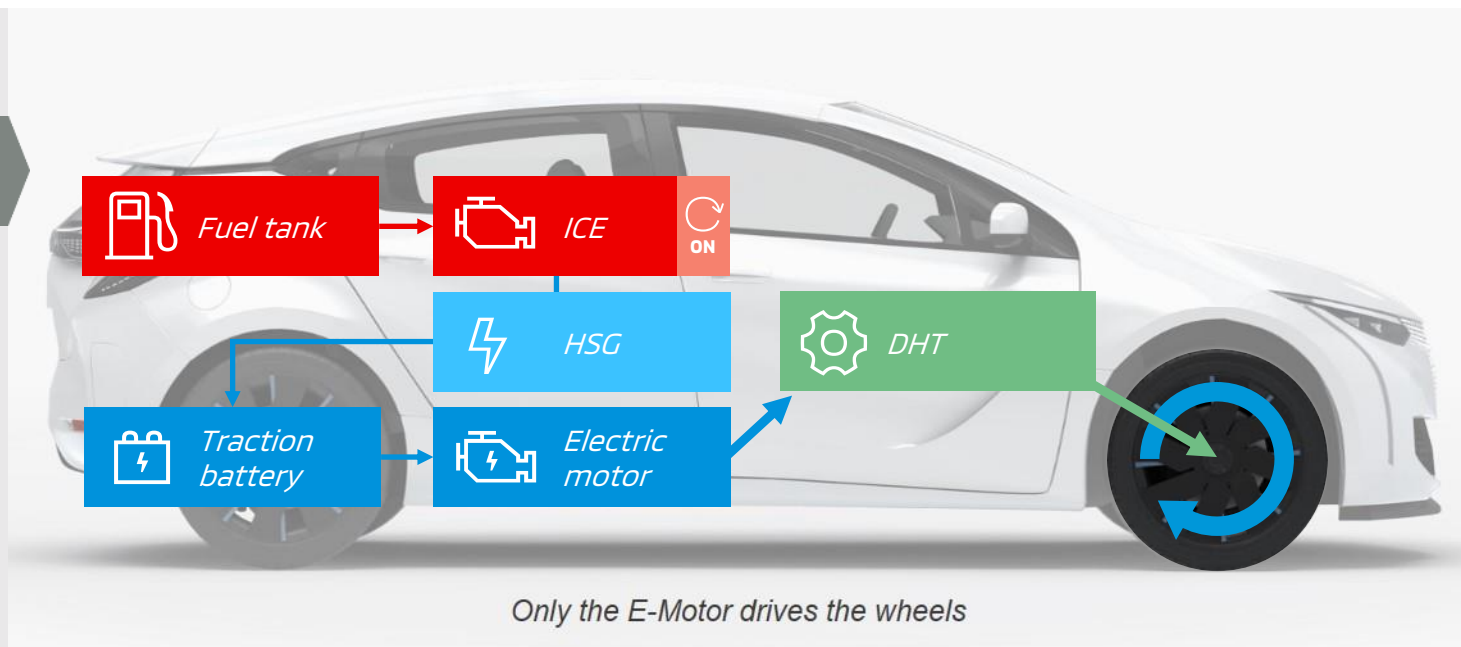 Fuel tank
ICE
ON
HSG
DHT
Traction
battery
Electric
motor
Only the E-Motor drives the wheels